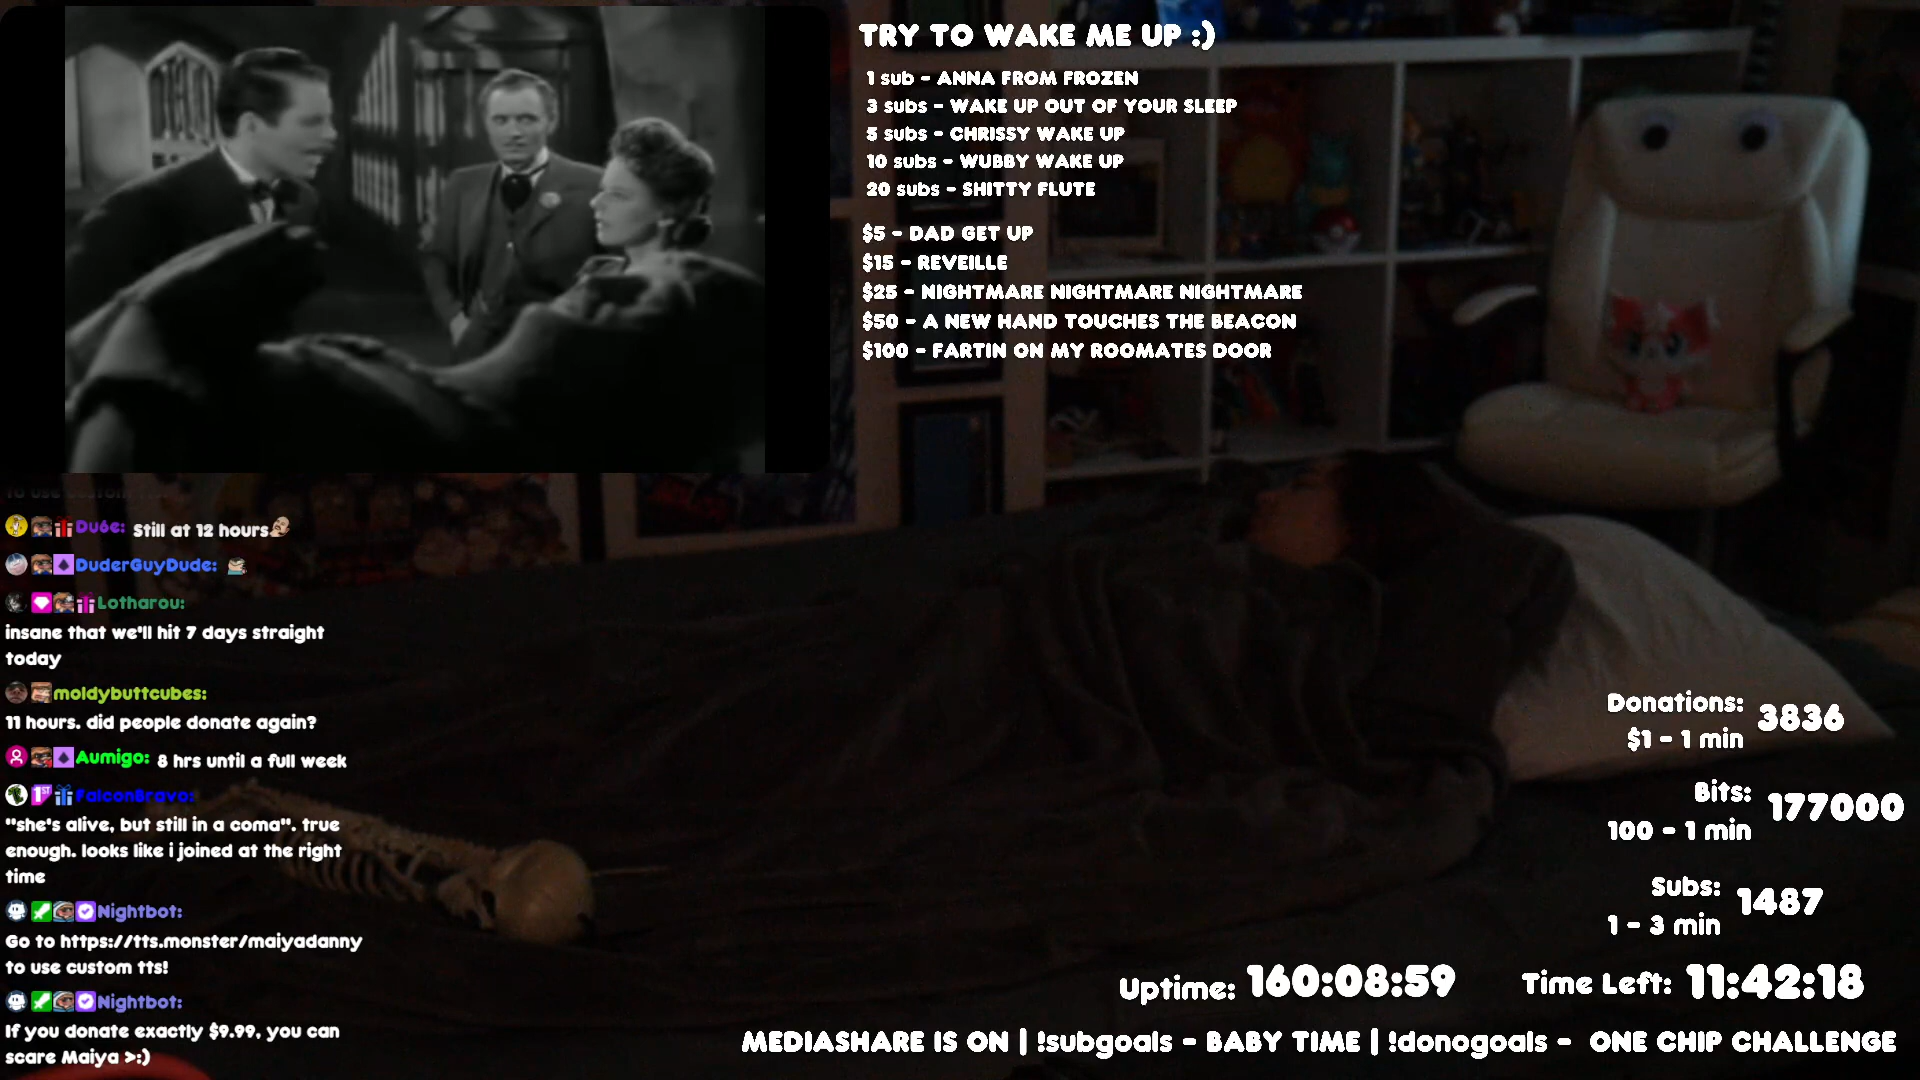 TRY TO WAKE ME UP :)
1 sub - ANNA FROM FROZEN
3 subs - WAKE UP OUT OF YOUR SLEEP
5 subs - CHRISSY WAKE UP
10 subs - WUBBY WAKE UP
20 subs - SHITTY FLUTE
$5 - DAD GET UP
$15 - REVEILLE
$25 - NIGHTMARE NIGHTMARE NIGHTMARE
$50 - A NEW HAND TOUCHES THE BEACON
$100 - FARTIN ON MY ROOMATES DOOR
Du6e: Still at 12 hours
DuderGuyDude:
Lotharou:
insane that we'll hit 7 days straight
today
moldybuttcubes:
11 hours. did people donate again?
Aumigo: 8 hrs until a full week
1ST FalconBravo:
"she's alive, but still in a coma". true
enough. looks like i joined at the right
time
Nightbot:
Go to https://tts.monster/maiyadanny
to use custom tts!
Nightbot:
If you donate exactly $9.99, you can
scare Maiya >:)
Donations: 3836
$1 - 1 min
Bits: 177000
100 - 1 min
Subs: 1487
1 - 3 min
Uptime: 160:08:59
Time Left: 11:42:18
MEDIASHARE IS ON | !subgoals - BABY TIME | !donogoals - ONE CHIP CHALLENGE